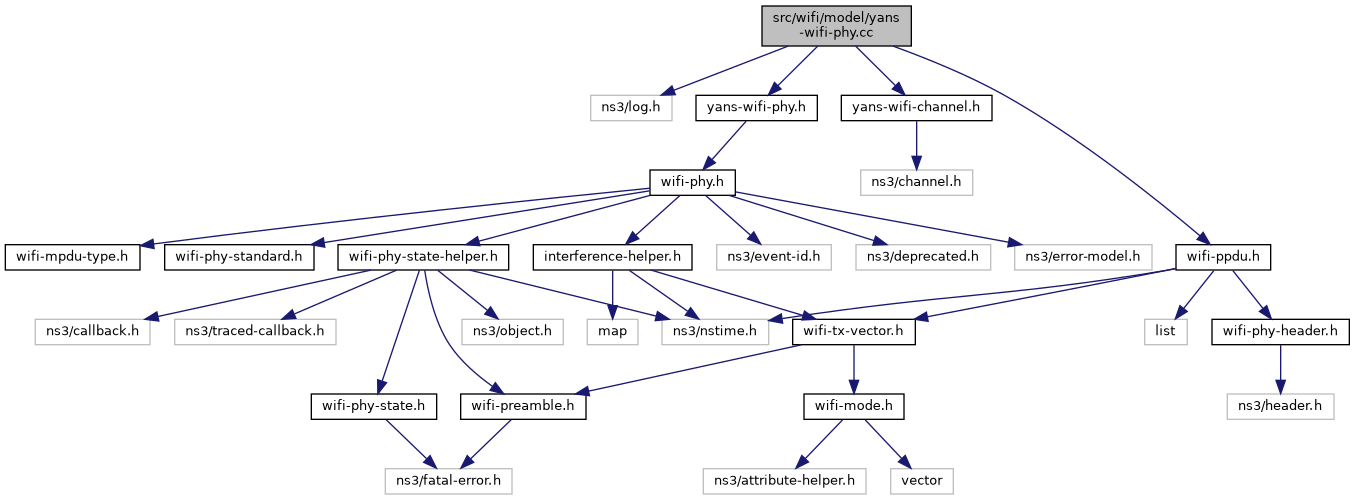 src/wifi/model/yans
-wifi-phy.cc
ns3/log.h
yans-wifi-phy.h
yans-wifi-channel.h
wifi-phy.h
ns3/channel.h
wifi-mpdu-type.h
wifi-phy-standard.h
wifi-phy-state-helper.h
interference-helper.h
ns3/event-id.h
ns3/deprecated.h
ns3/error-model.h
wifi-ppdu.h
ns3/callback.h
ns3/traced-callback.h
ns3/object.h
map
ns3/nstime.h
wifi-tx-vector.h
list
wifi-phy-header.h
wifi-phy-state.h
wifi-preamble.h
wifi-mode.h
ns3/header.h
ns3/fatal-error.h
ns3/attribute-helper.h
vector